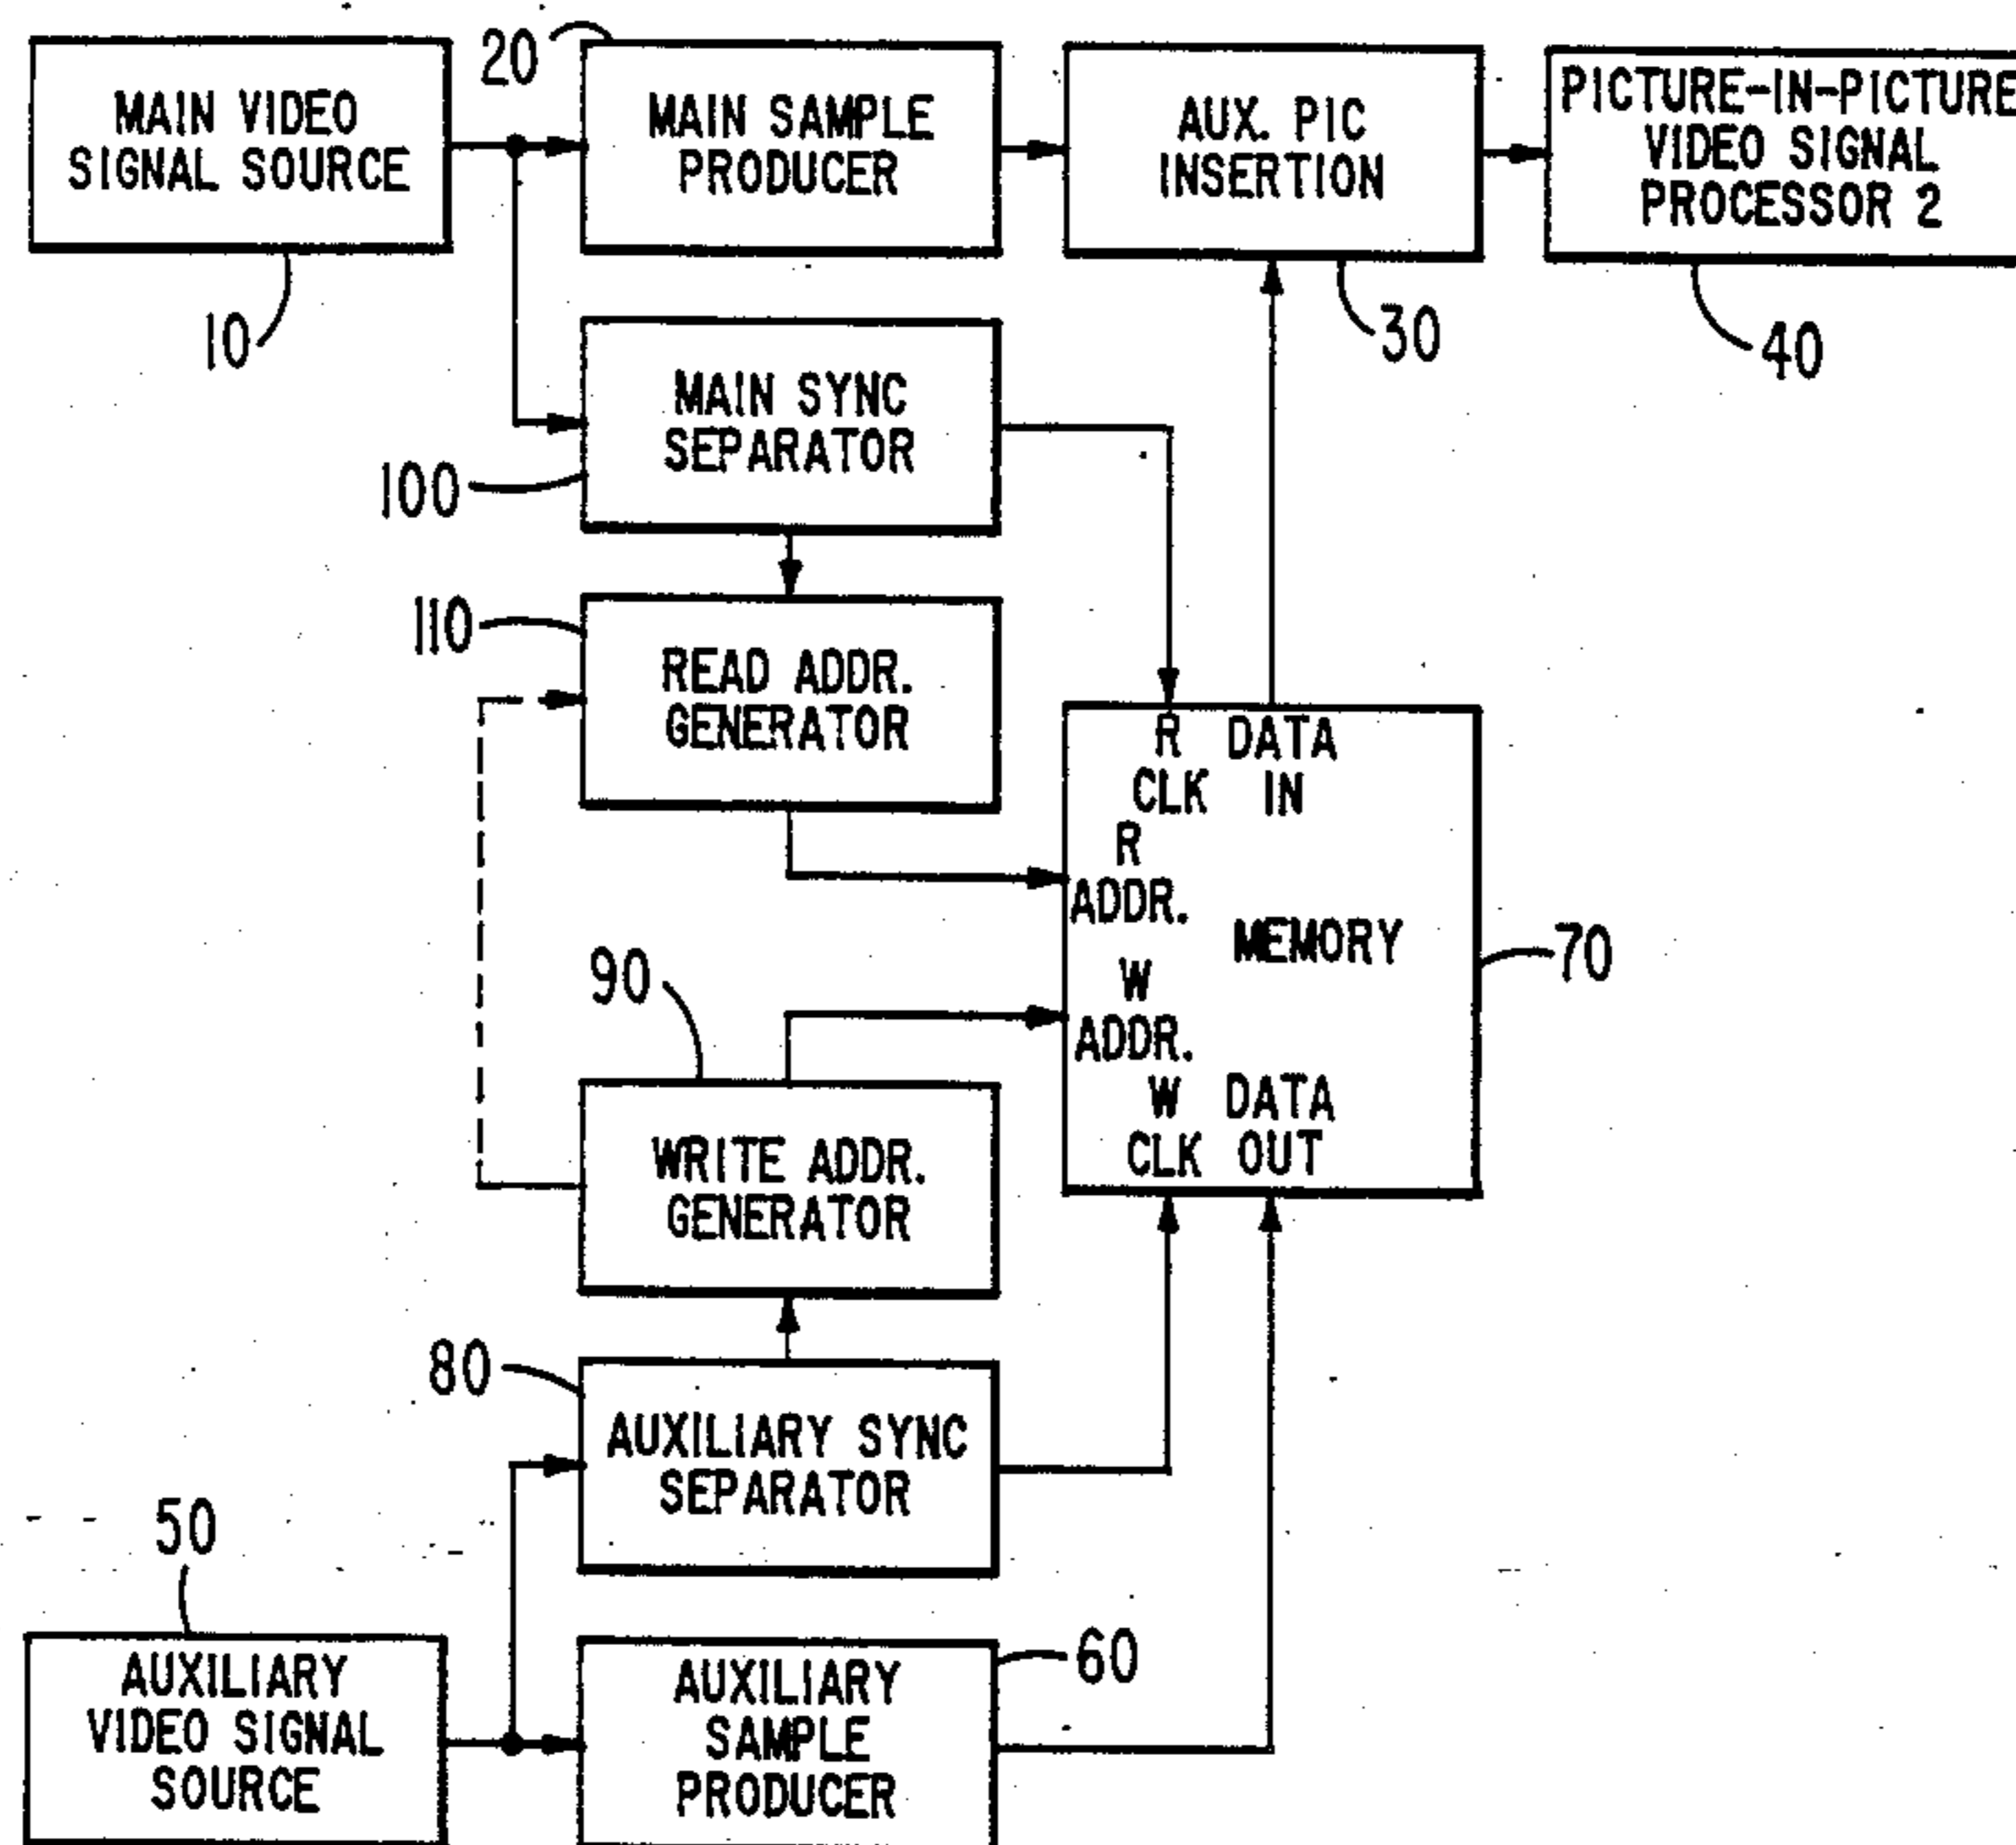 MAIN VIDEO
SIGNAL SOURCE
10
20
MAIN SAMPLE
PRODUCER
AUX. PIC
INSERTION
30
PICTURE-IN-PICTURE
VIDEO SIGNAL
PROCESSOR 2
40
MAIN SYNC
SEPARATOR
100
110
READ ADDR.
GENERATOR
R
CLK
DATA
IN
R
ADDR.
MEMORY
70
W
ADDR.
W
CLK
DATA
OUT
90
WRITE ADDR.
GENERATOR
80
AUXILIARY SYNC
SEPARATOR
50
AUXILIARY
VIDEO SIGNAL
SOURCE
60
AUXILIARY
SAMPLE
PRODUCER